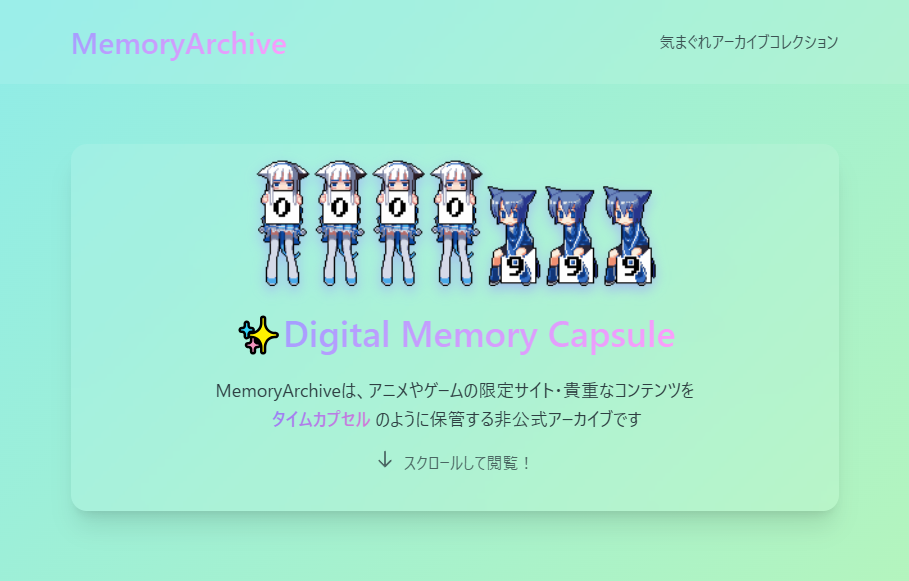 MemoryArchive
気まぐれアーカイブコレクション
0 0 0 0 9 9 9
✨Digital Memory Capsule
MemoryArchiveは、アニメやゲームの限定サイト・貴重なコンテンツを
タイムカプセル のように保管する非公式アーカイブです
↓ スクロールして閲覧！